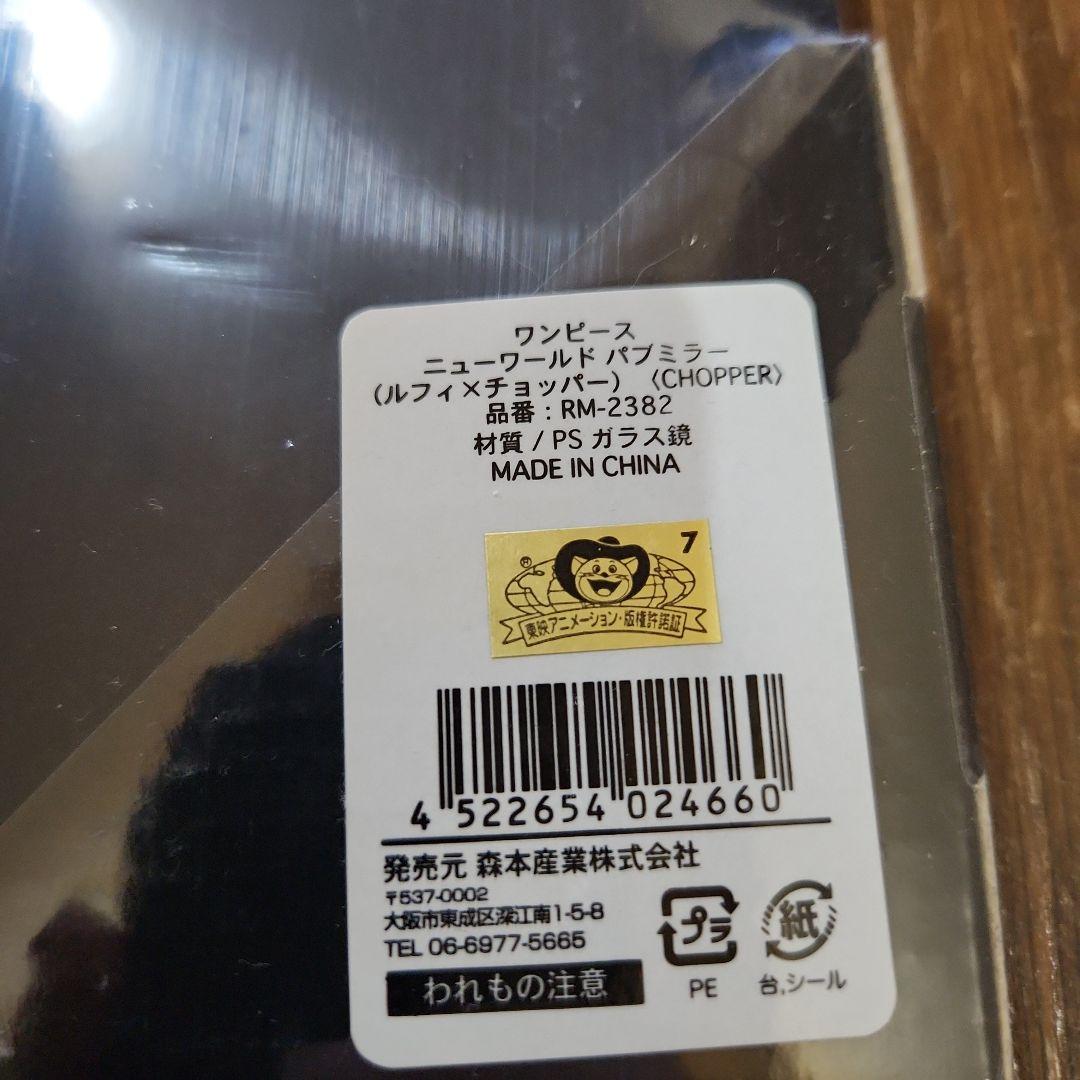 ワンピース
ニューワールド パブミラー
（ルフィ×チョッパー）〈CHOPPER〉
品番：RM-2382
材質 / PS ガラス鏡
MADE IN CHINA
® 7
東映アニメーション・版権許諾証
4 522654 024660
発売元 森本産業株式会社
〒537-0002
大阪市東成区深江南1-5-8
TEL 06-6977-5665
われもの注意
プラ
PE
紙
台,シール